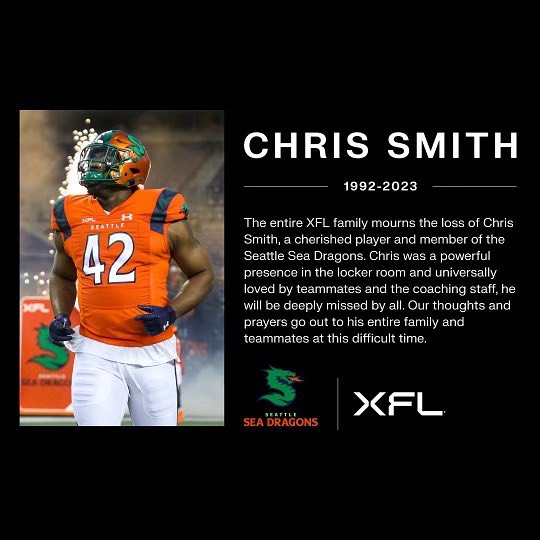 CHRIS SMITH
1992-2023
The entire XFL family mourns the loss of Chris
Smith, a cherished player and member of the
Seattle Sea Dragons. Chris was a powerful
presence in the locker room and universally
loved by teammates and the coaching staff, he
will be deeply missed by all. Our thoughts and
prayers go out to his entire family and
teammates at this difficult time.
XFL
SEATTLE
42
XFL
SEATTLE
SEA DRAGONS
SEATTLE
SEA DRAGONS
XFL